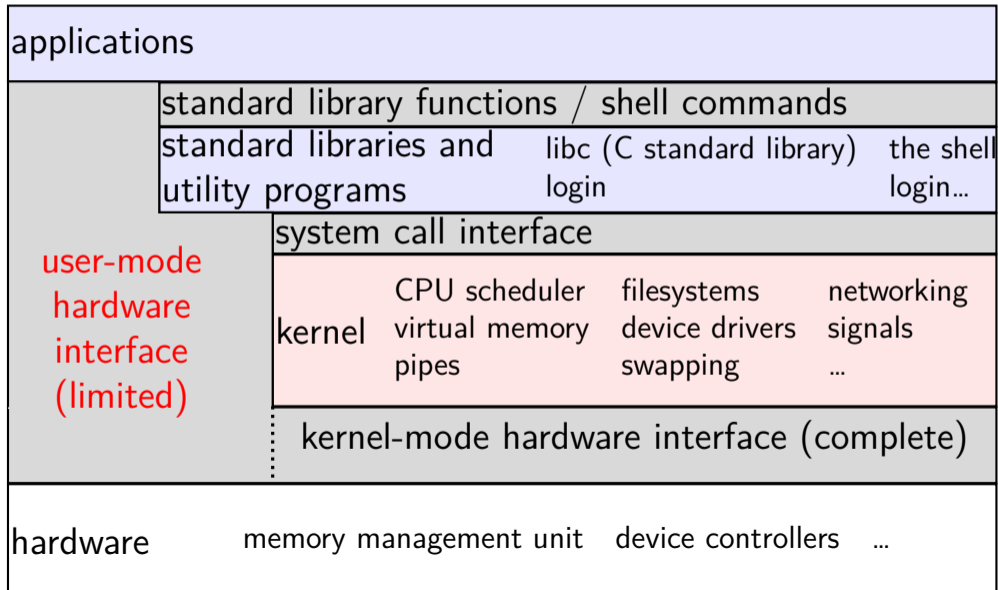 applications
standard library functions / shell commands
standard libraries and
utility programs
libc (C standard library)
login
the shell
login…
system call interface
user-mode
hardware
interface
(limited)
kernel
CPU scheduler
virtual memory
pipes
filesystems
device drivers
swapping
networking
signals
…
kernel-mode hardware interface (complete)
hardware
memory management unit
device controllers
…